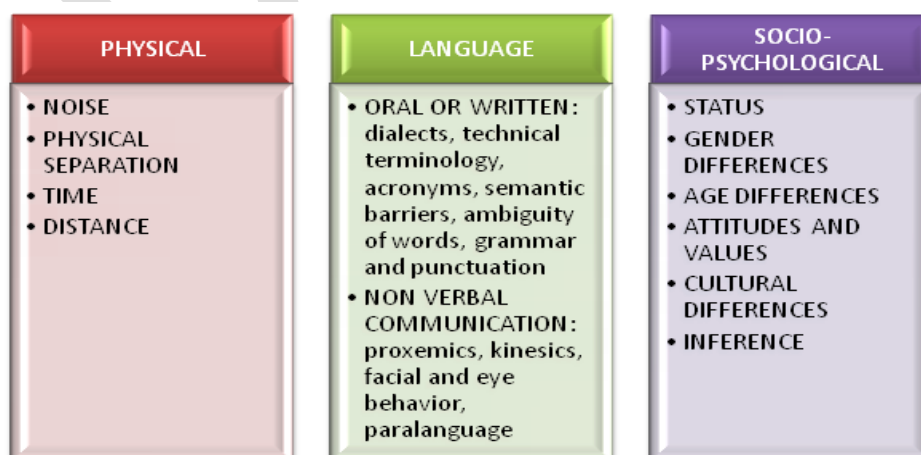 PHYSICAL
• NOISE
• PHYSICAL
SEPARATION
• TIME
• DISTANCE
LANGUAGE
• ORAL OR WRITTEN:
dialects, technical
terminology,
acronyms, semantic
barriers, ambiguity
of words, grammar
and punctuation
• NON VERBAL
COMMUNICATION:
proxemics, kinesics,
facial and eye
behavior,
paralanguage
SOCIO-
PSYCHOLOGICAL
• STATUS
• GENDER
DIFFERENCES
• AGE DIFFERENCES
• ATTITUDES AND
VALUES
• CULTURAL
DIFFERENCES
• INFERENCE